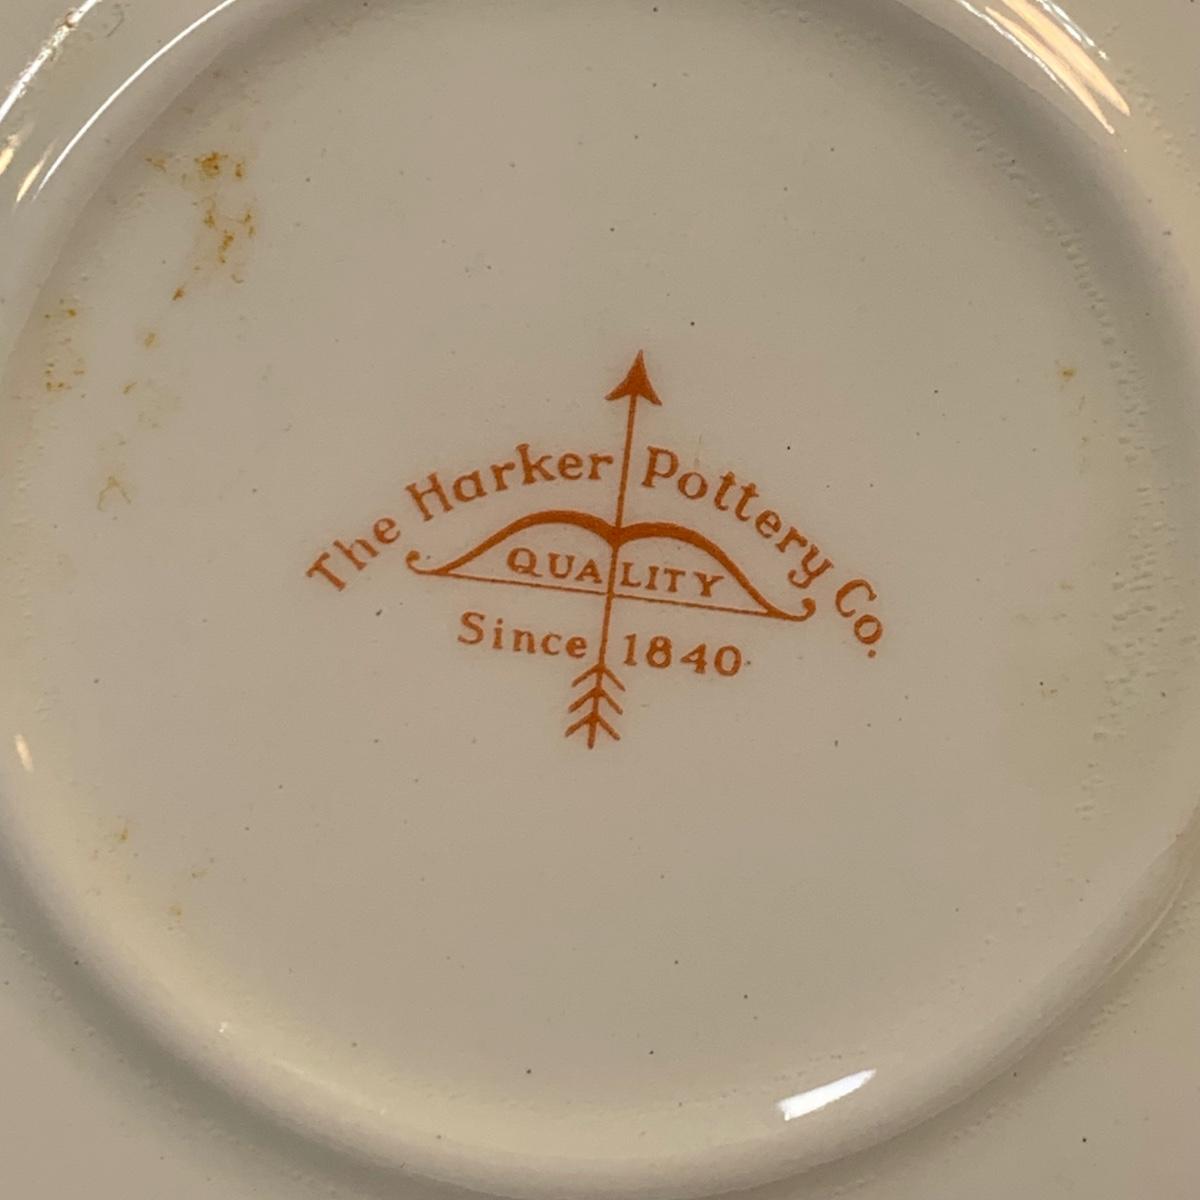 The Harker Pottery Co.
QUALITY
Since 1840